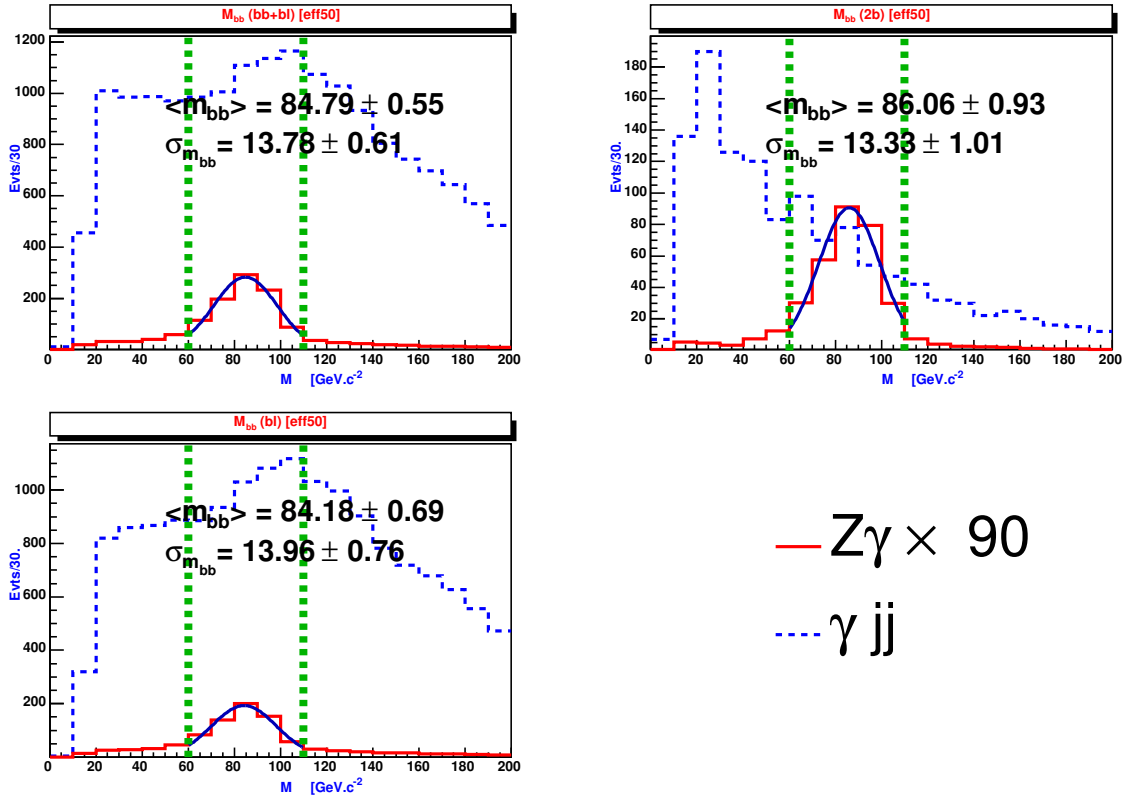 M_bb (bb+bl) [eff50]
1200
1000
800
600
400
200
Evts/30.
<m_bb> = 84.79 ± 0.55
σ_m_bb = 13.78 ± 0.61
0 20 40 60 80 100 120 140 160 180 200
M [GeV.c^-2
M_bb (2b) [eff50]
180
160
140
120
100
80
60
40
20
Evts/30.
<m_bb> = 86.06 ± 0.93
σ_m_bb = 13.33 ± 1.01
0 20 40 60 80 100 120 140 160 180 200
M [GeV.c^-2
M_bb (bl) [eff50]
1000
800
600
400
200
Evts/30.
<m_bb> = 84.18 ± 0.69
σ_m_bb = 13.96 ± 0.76
0 20 40 60 80 100 120 140 160 180 200
M [GeV.c^-2
Zγ × 90
γ jj